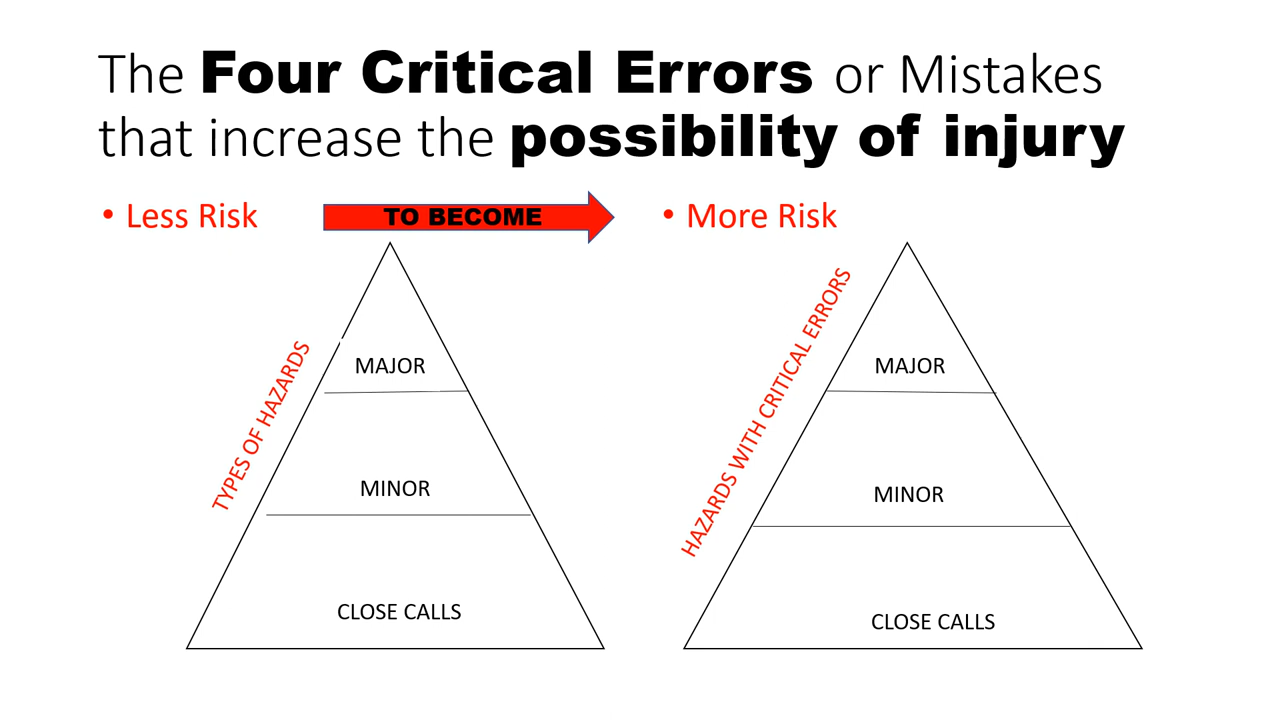 The Four Critical Errors or Mistakes
that increase the possibility of injury
• Less Risk
TO BECOME
• More Risk
TYPES OF HAZARDS
MAJOR
MINOR
CLOSE CALLS
HAZARDS WITH CRITICAL ERRORS
MAJOR
MINOR
CLOSE CALLS